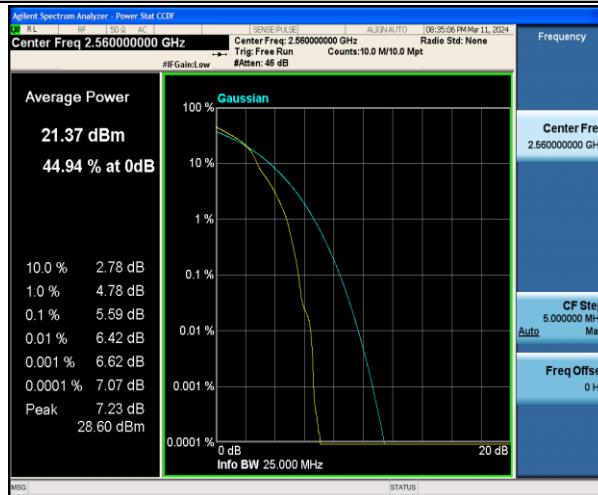 Agilent Spectrum Analyzer - Power Stat CCDF
RL RF 50 Ω AC SENSE:PULSE ALIGNAUTO 08:35:06 PM Mar 11, 2024
Center Freq 2.560000000 GHz
Center Freq: 2.560000000 GHz Radio Std: None
Trig: Free Run Counts:10.0 M/10.0 Mpt
#IFGain:Low #Atten: 46 dB
Frequency
Average Power
21.37 dBm
44.94 % at 0dB
10.0 % 2.78 dB
1.0 % 4.78 dB
0.1 % 5.59 dB
0.01 % 6.42 dB
0.001 % 6.62 dB
0.0001 % 7.07 dB
Peak 7.23 dB
28.60 dBm
Gaussian
100 %
10 %
1 %
0.1 %
0.01 %
0.001 %
0.0001 %
0 dB 20 dB
Info BW 25.000 MHz
Center Fre
2.560000000 GH
CF Ste
5.000000 MH
Auto Ma
Freq Offse
0 H
MSG STATUS